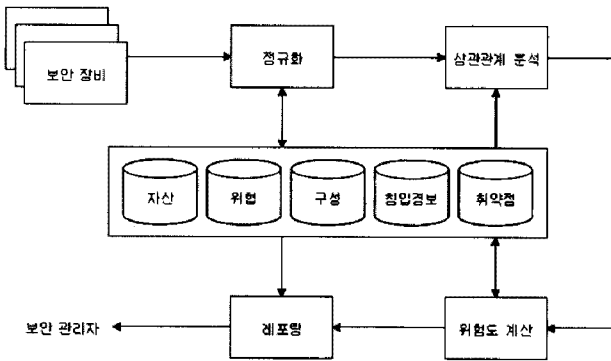 보안 장비
정규화
상관관계 분석
자산
위협
구성
침입경보
취약점
보안 관리자
레포팅
위험도 계산